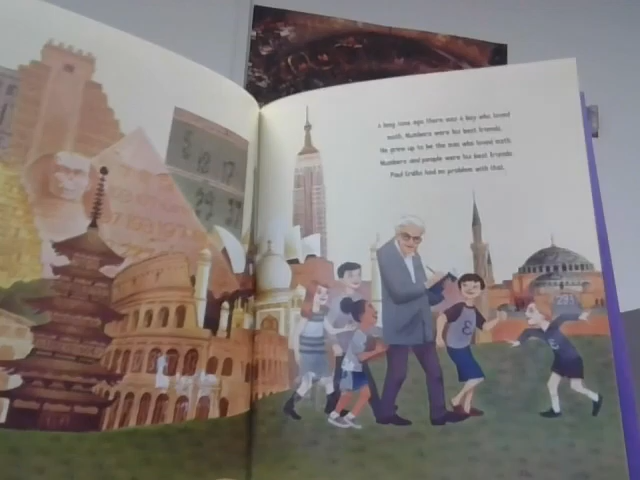 A long time ago there was a boy who loved
math. Numbers were his best friends.
He grew up to be the man who loved math.
Numbers and people were his best friends.
Paul Erdős had no problem with that.